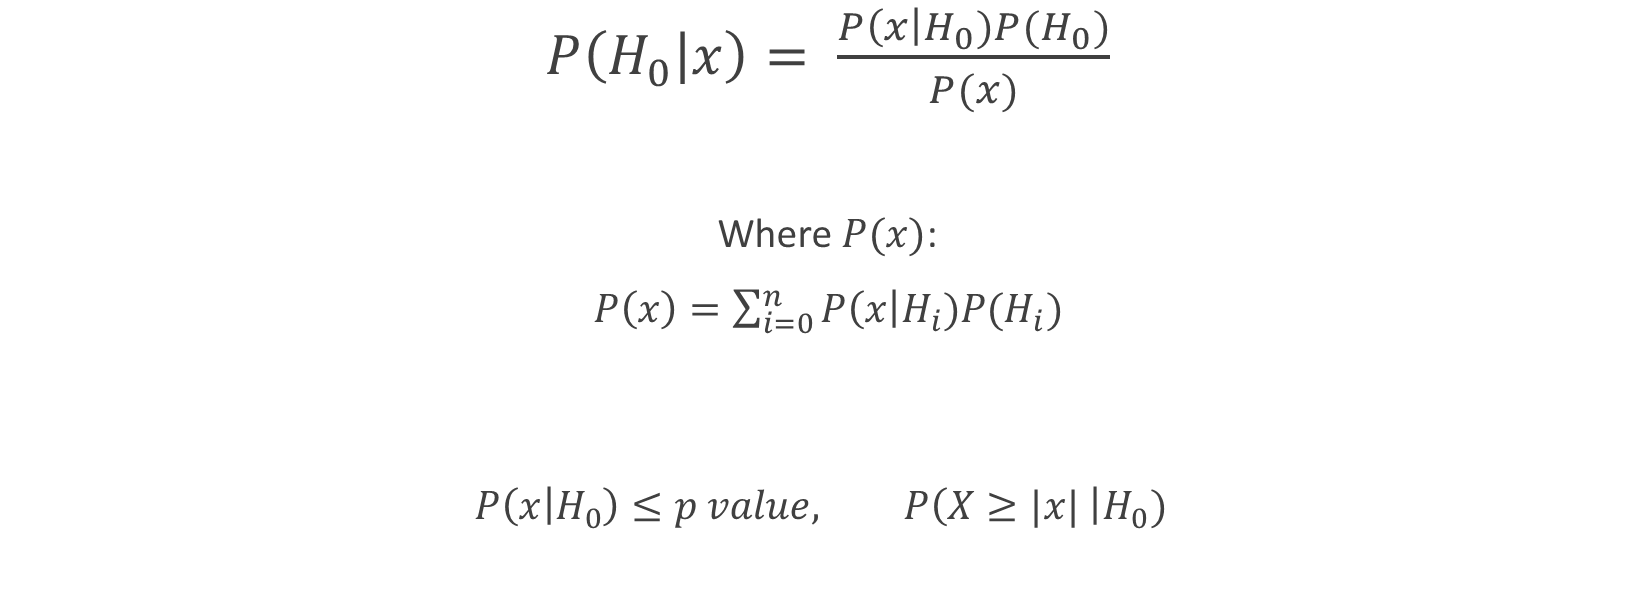 P(H₀|x) = P(x|H₀)P(H₀) / P(x)
Where P(x):
P(x) = ∑ⁿᵢ₌₀ P(x|Hᵢ)P(Hᵢ)
P(x|H₀) ≤ p value, P(X ≥ |x| |H₀)